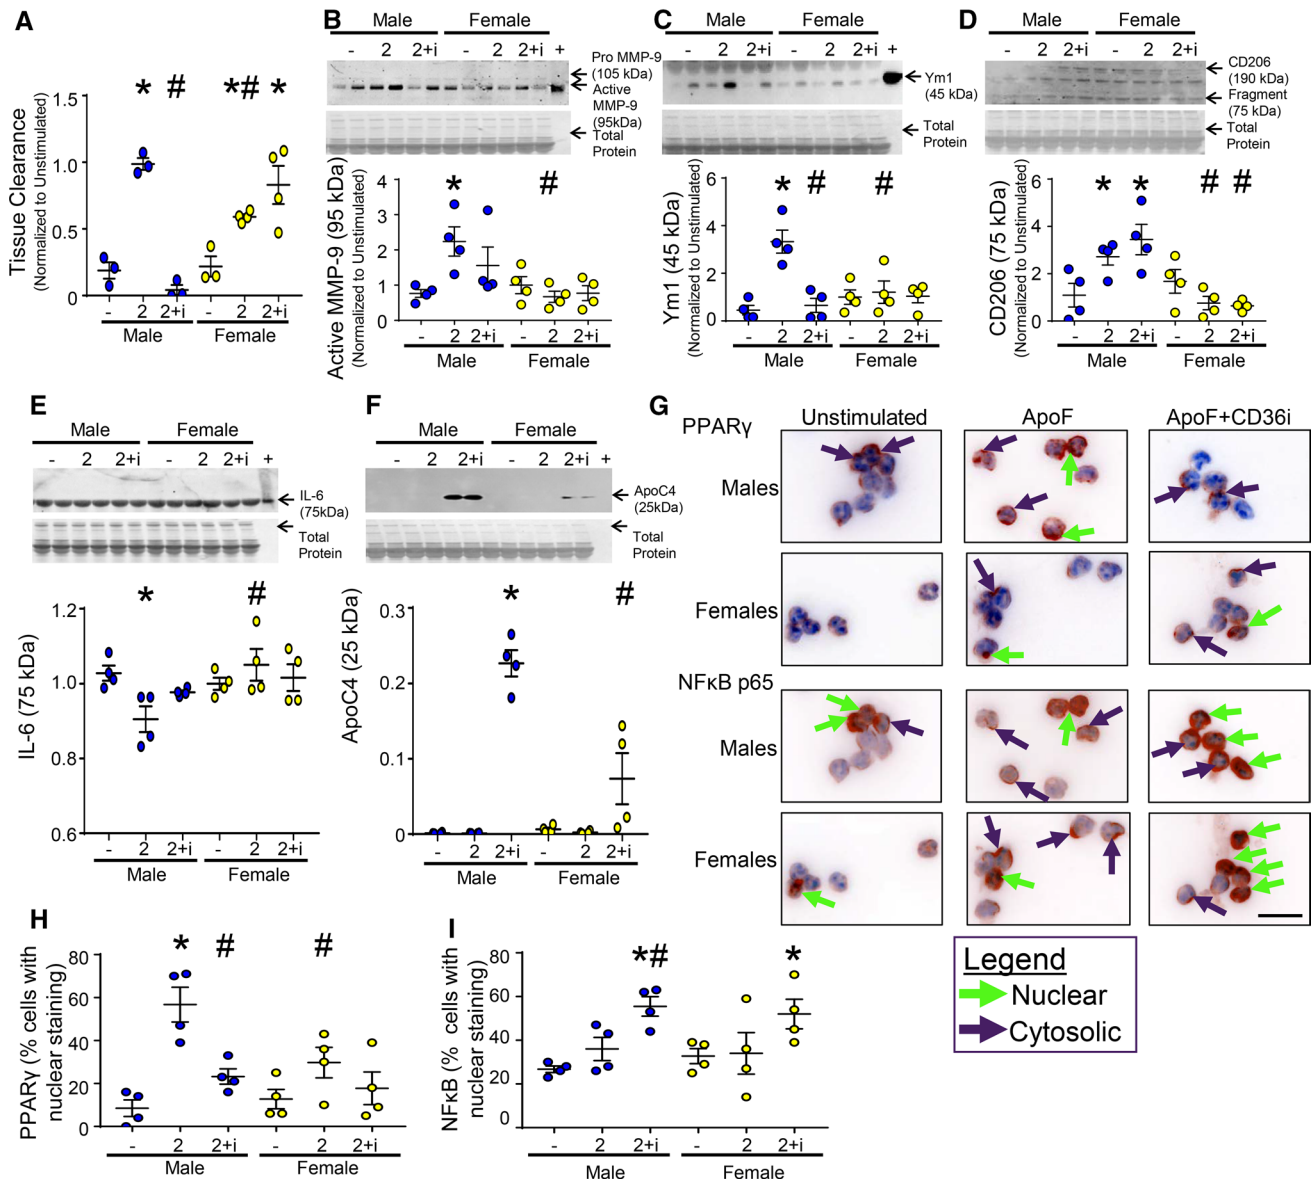 A
Tissue Clearance
(Normalized to Unstimulated)
* # *# *
1.5
1.0
0.5
0
- 2 2+i - 2 2+i
Male Female
B
Male Female
- 2 2+i - 2 2+i +
Pro MMP-9
(105 kDa)
Active
MMP-9
(95kDa)
Total
Protein
Active MMP-9 (95 kDa)
(Normalized to Unstimulated)
* #
4
3
2
1
0
- 2 2+i - 2 2+i
Male Female
C
Male Female
- 2 2+i - 2 2+i +
Ym1
(45 kDa)
Total
Protein
Ym1 (45 kDa)
(Normalized to Unstimulated)
* # #
6
4
2
0
- 2 2+i - 2 2+i
Male Female
D
Male Female
- 2 2+i - 2 2+i
CD206
(190 kDa)
Fragment
(75 kDa)
Total
Protein
CD206 (75 kDa)
(Normalized to Unstimulated)
* * # #
6
4
2
0
- 2 2+i - 2 2+i
Male Female
E
Male Female
- 2 2+i - 2 2+i +
IL-6
(75kDa)
Total
Protein
IL-6 (75 kDa)
* #
1.2
1.0
0.8
0.6
- 2 2+i - 2 2+i
Male Female
F
Male Female
- 2 2+i - 2+i +
ApoC4
(25kDa)
Total
Protein
ApoC4 (25 kDa)
* #
0.3
0.2
0.1
0
- 2 2+i - 2 2+i
Male Female
G
PPARγ
Unstimulated ApoF ApoF+CD36i
Males
Females
NFκB p65
Males
Females
Legend
Nuclear
Cytosolic
H
PPARγ (% cells with
nuclear staining)
* # #
80
60
40
20
0
- 2 2+i - 2 2+i
Male Female
I
NFκB (% cells with
nuclear staining)
*# *
80
60
40
20
0
- 2 2+i - 2 2+i
Male Female